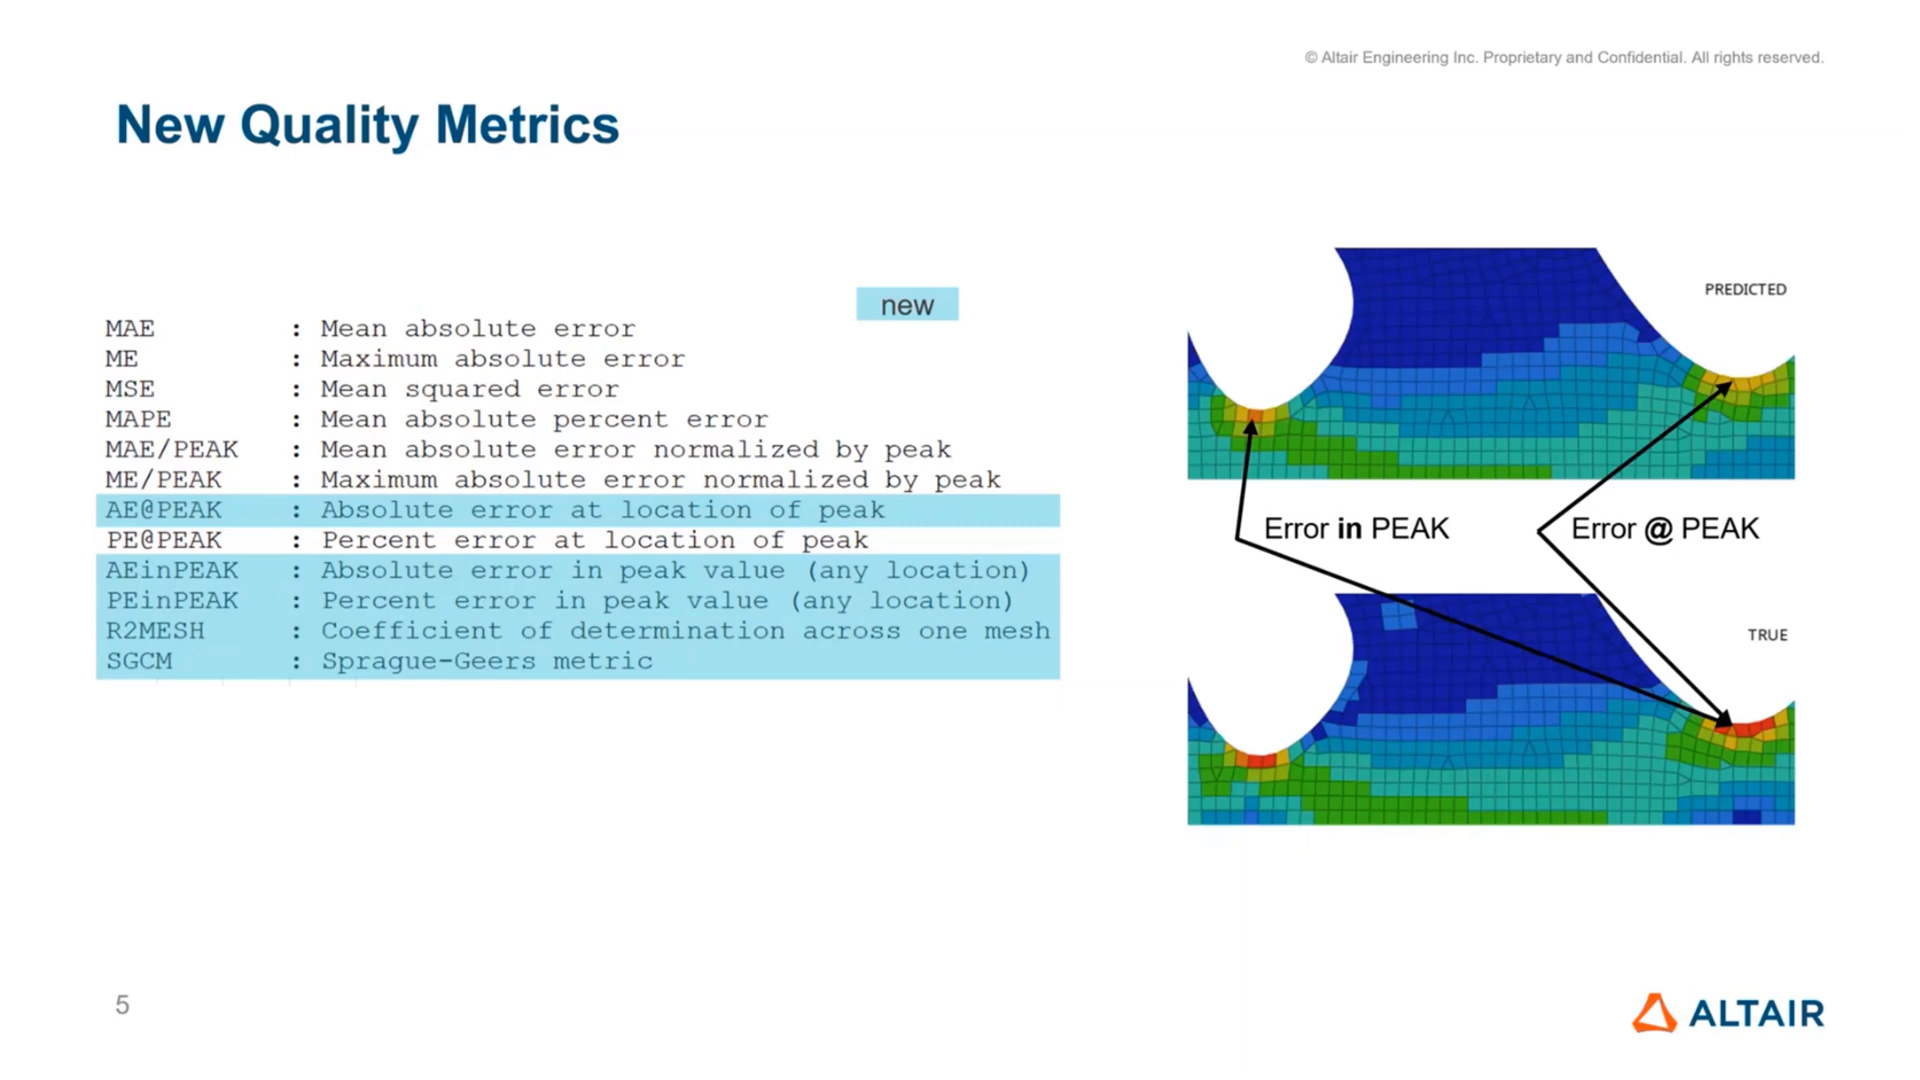 © Altair Engineering Inc. Proprietary and Confidential. All rights reserved.
New Quality Metrics
new
MAE : Mean absolute error
ME : Maximum absolute error
MSE : Mean squared error
MAPE : Mean absolute percent error
MAE/PEAK : Mean absolute error normalized by peak
ME/PEAK : Maximum absolute error normalized by peak
AE@PEAK : Absolute error at location of peak
PE@PEAK : Percent error at location of peak
AEinPEAK : Absolute error in peak value (any location)
PEinPEAK : Percent error in peak value (any location)
R2MESH : Coefficient of determination across one mesh
SGCM : Sprague-Geers metric
PREDICTED
Error in PEAK
Error @ PEAK
TRUE
5
ALTAIR